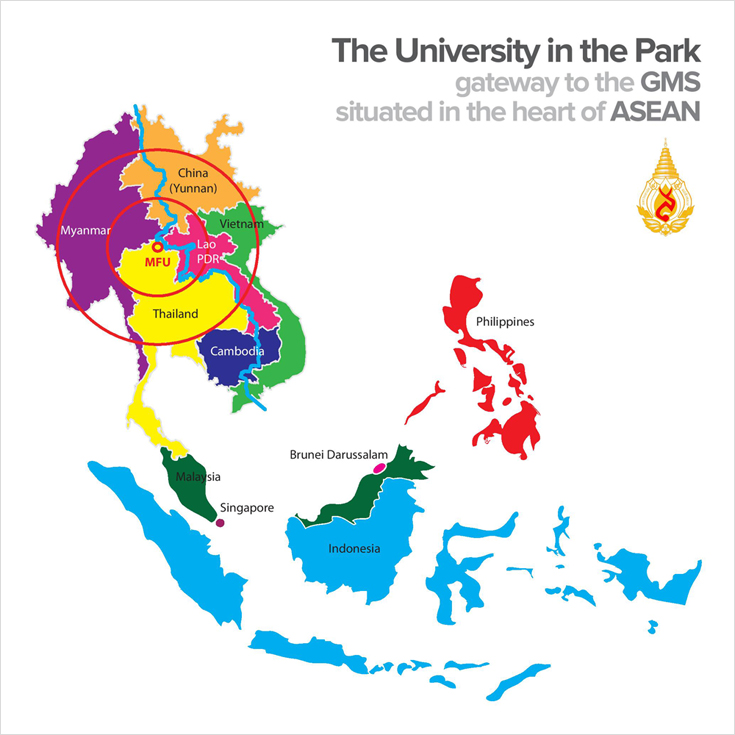 The University in the Park
gateway to the GMS
situated in the heart of ASEAN
China
(Yunnan)
Myanmar
Vietnam
Lao
PDR
MFU
Thailand
Philippines
Cambodia
Brunei Darussalam
Malaysia
Singapore
Indonesia